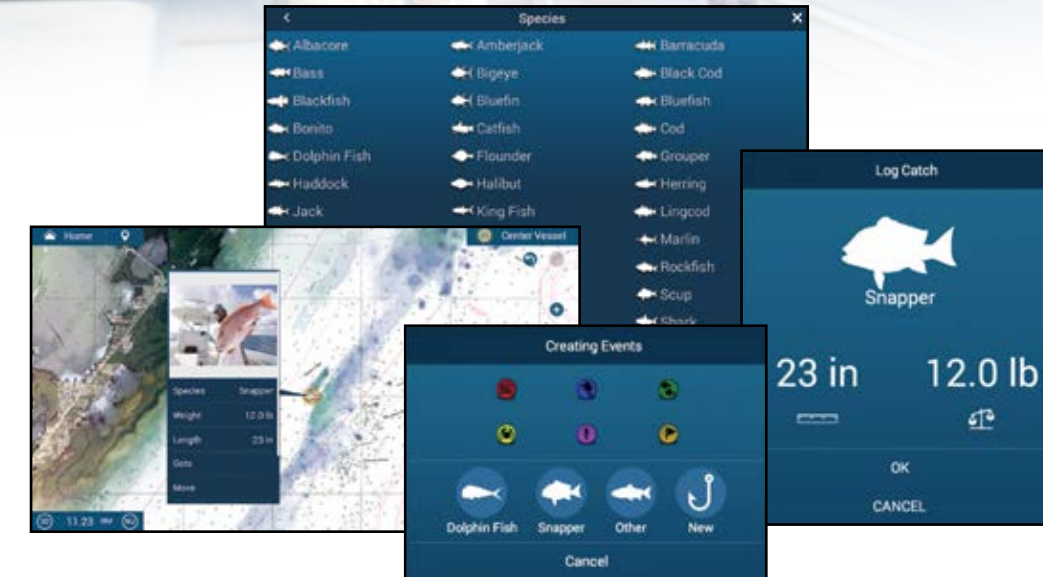 Species
Albacore Amberjack Barracuda
Bass Bigeye Black Cod
Blackfish Bluefin Bluefish
Bonito Catfish Cod
Dolphin Fish Flounder Grouper
Haddock Halibut Herring
Jack King Fish Lingcod
Marlin
Rockfish
Scup
Shark
Home Center Vessel
Species Snapper
Weight 12.0 lb
Length 23 in
Goto
More
11.23
Creating Events
Dolphin Fish Snapper Other New
Cancel
Log Catch
Snapper
23 in 12.0 lb
OK
CANCEL